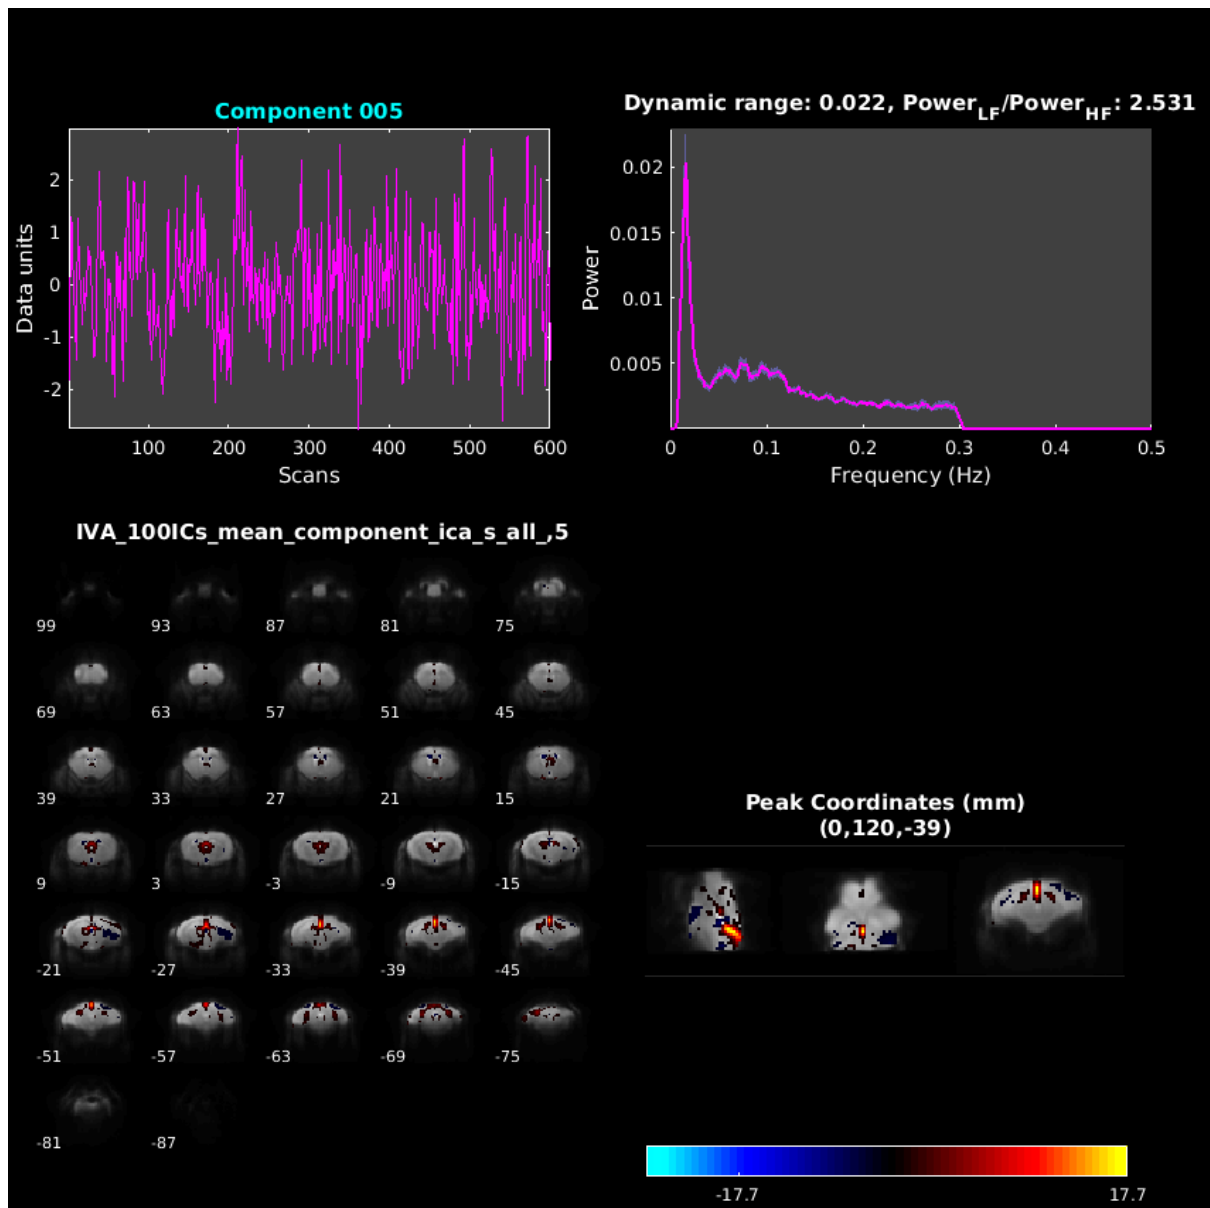 Component 005
Dynamic range: 0.022, PowerLF/PowerHF: 2.531
Data units
2
1
0
-1
-2
100 200 300 400 500 600
Scans
Power
0.02
0.015
0.01
0.005
0 0.1 0.2 0.3 0.4 0.5
Frequency (Hz)
IVA_100ICs_mean_component_ica_s_all_,5
99 93 87 81 75
69 63 57 51 45
39 33 27 21 15
9 3 -3 -9 -15
-21 -27 -33 -39 -45
-51 -57 -63 -69 -75
-81 -87
Peak Coordinates (mm)
(0,120,-39)
-17.7 17.7